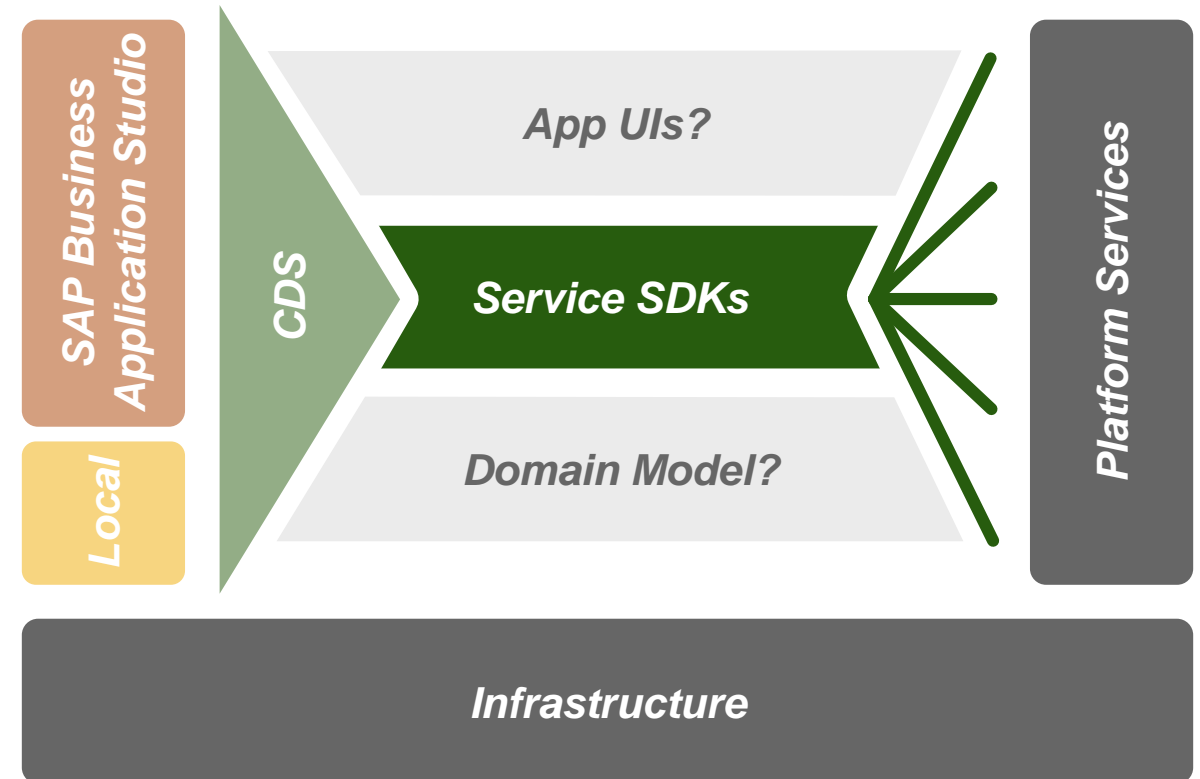 SAP Business
Application Studio
Local
CDS
App UIs?
Service SDKs
Domain Model?
Platform Services
Infrastructure